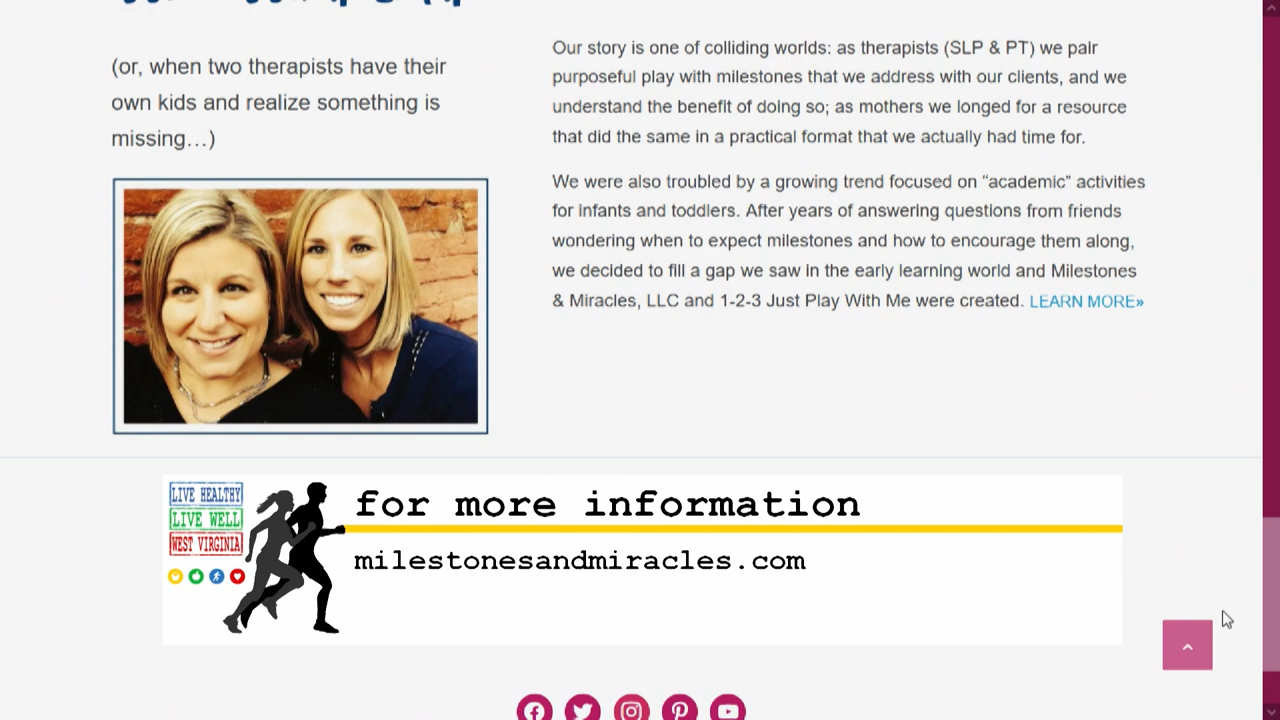 (or, when two therapists have their
own kids and realize something is
missing…)
Our story is one of colliding worlds: as therapists (SLP & PT) we pair
purposeful play with milestones that we address with our clients, and we
understand the benefit of doing so; as mothers we longed for a resource
that did the same in a practical format that we actually had time for.
We were also troubled by a growing trend focused on “academic” activities
for infants and toddlers. After years of answering questions from friends
wondering when to expect milestones and how to encourage them along,
we decided to fill a gap we saw in the early learning world and Milestones
& Miracles, LLC and 1-2-3 Just Play With Me were created. LEARN MORE»
LIVE HEALTHY
LIVE WELL
WEST VIRGINIA
for more information
milestonesandmiracles.com